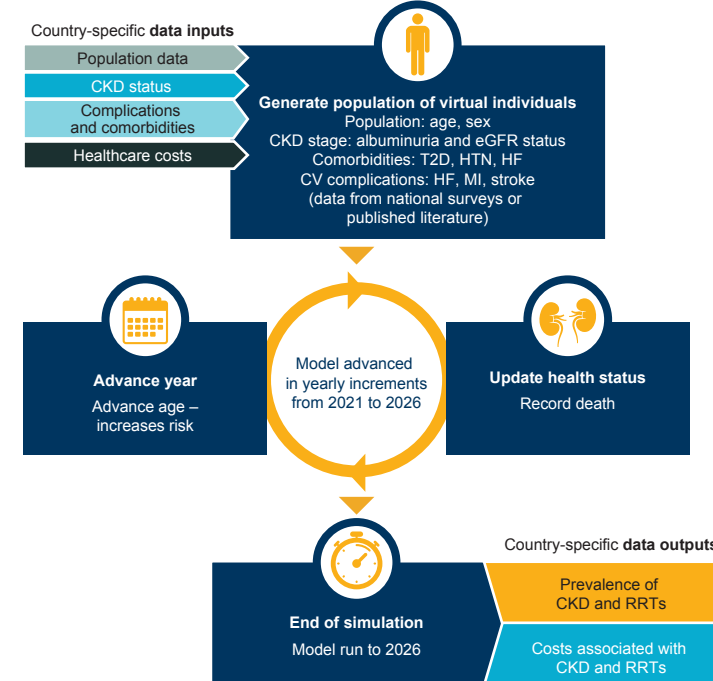 Country-specific data inputs
Population data
CKD status
Complications
and comorbidities
Healthcare costs
Generate population of virtual individuals
Population: age, sex
CKD stage: albuminuria and eGFR status
Comorbidities: T2D, HTN, HF
CV complications: HF, MI, stroke
(data from national surveys or
published literature)
Advance year
Advance age –
increases risk
Model advanced
in yearly increments
from 2021 to 2026
Update health status
Record death
End of simulation
Model run to 2026
Country-specific data outputs
Prevalence of
CKD and RRTs
Costs associated with
CKD and RRTs